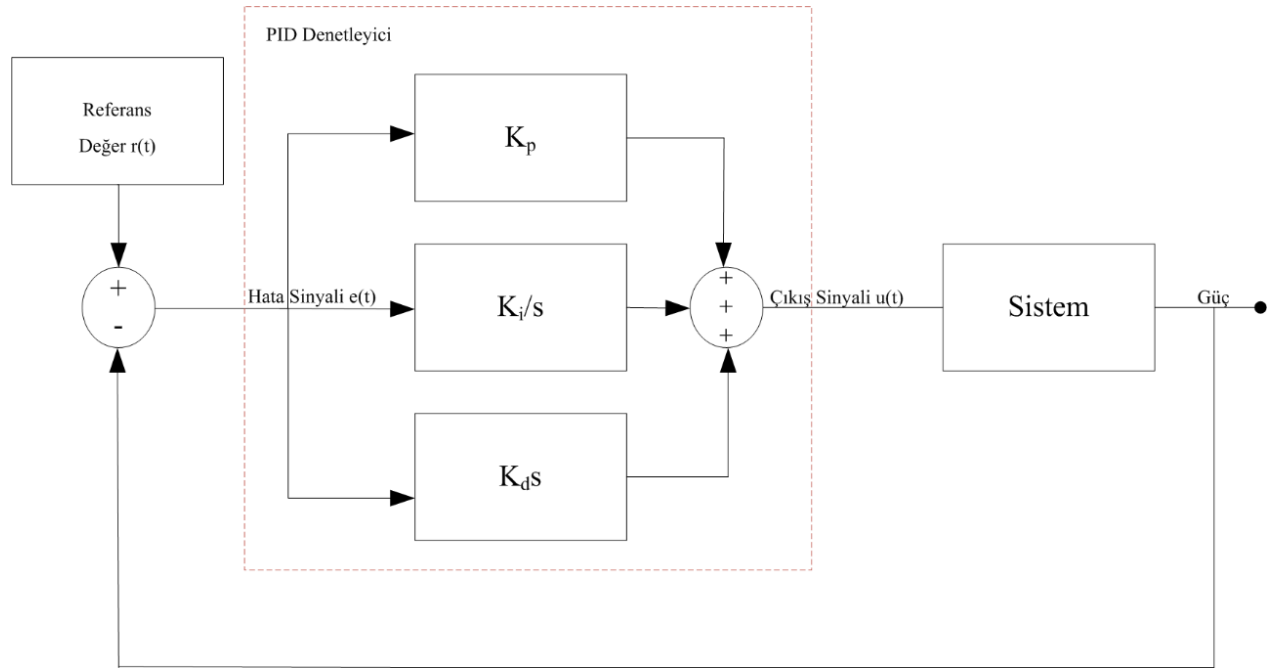 PID Denetleyici
Referans
Değer r(t)
K_p
+
-
Hata Sinyali e(t)
K_i/s
+
+
+
Çıkış Sinyali u(t)
Sistem
Güç
K_ds